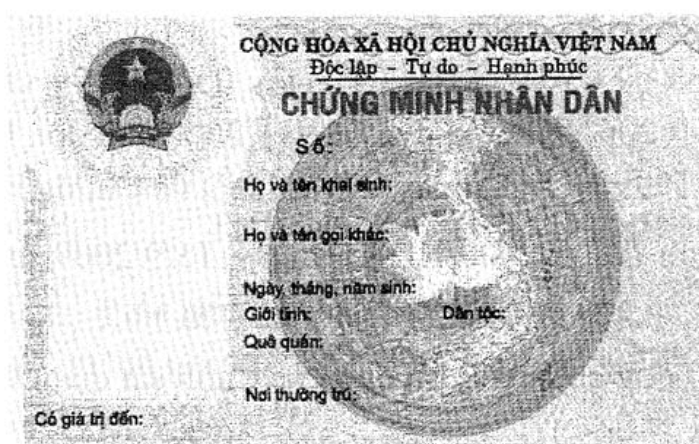 CỘNG HÒA XÃ HỘI CHỦ NGHĨA VIỆT NAM
Độc lập - Tự do - Hạnh phúc
CHỨNG MINH NHÂN DÂN
Số:
Họ và tên khai sinh:
Họ và tên gọi khác:
Ngày, tháng, năm sinh:
Giới tính: Dân tộc:
Quê quán:
Nơi thường trú:
Có giá trị đến: